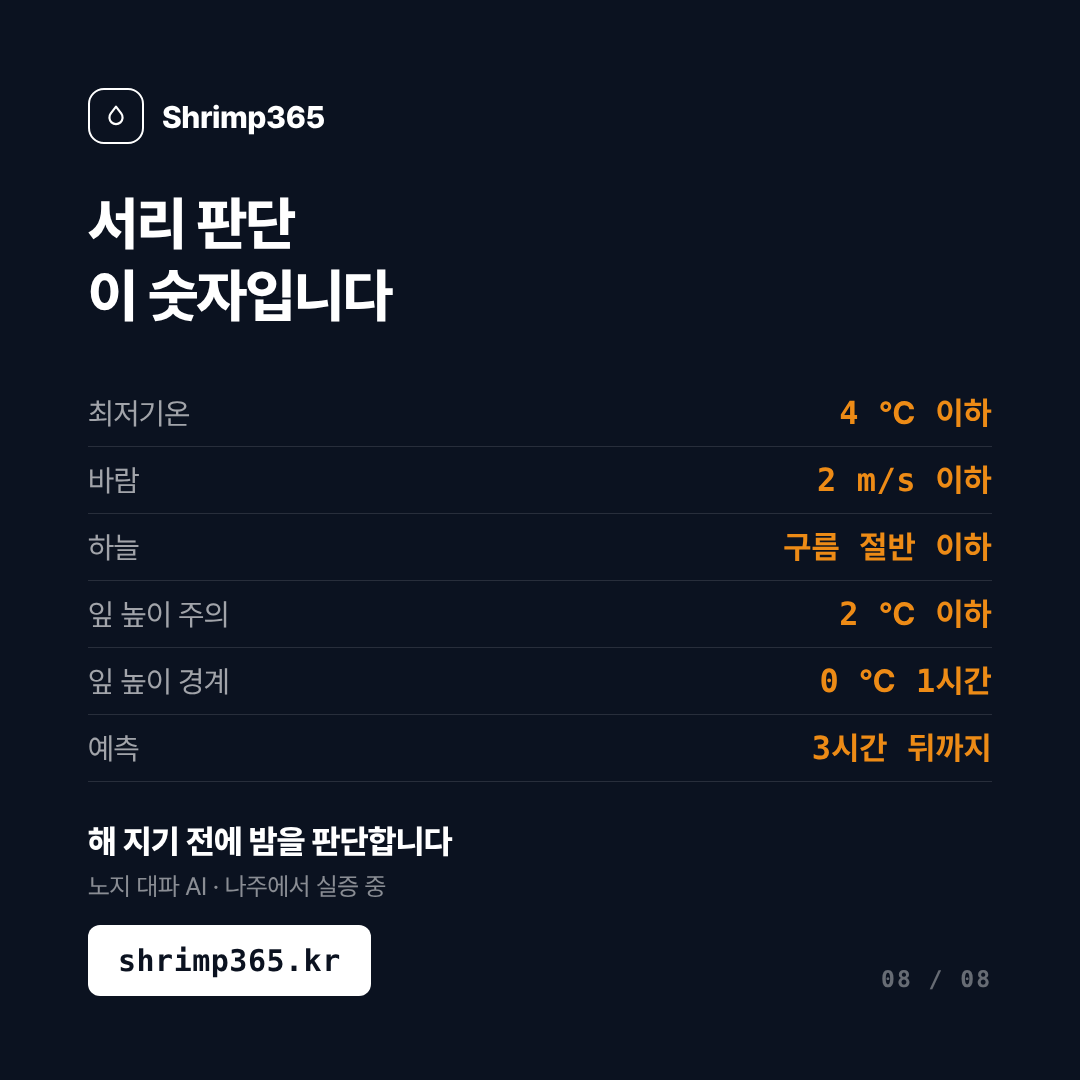 Shrimp365
서리 판단
이 숫자입니다
최저기온 4 °C 이하
바람 2 m/s 이하
하늘 구름 절반 이하
잎 높이 주의 2 °C 이하
잎 높이 경계 0 °C 1시간
예측 3시간 뒤까지
해 지기 전에 밤을 판단합니다
노지 대파 AI · 나주에서 실증 중
shrimp365.kr
08 / 08